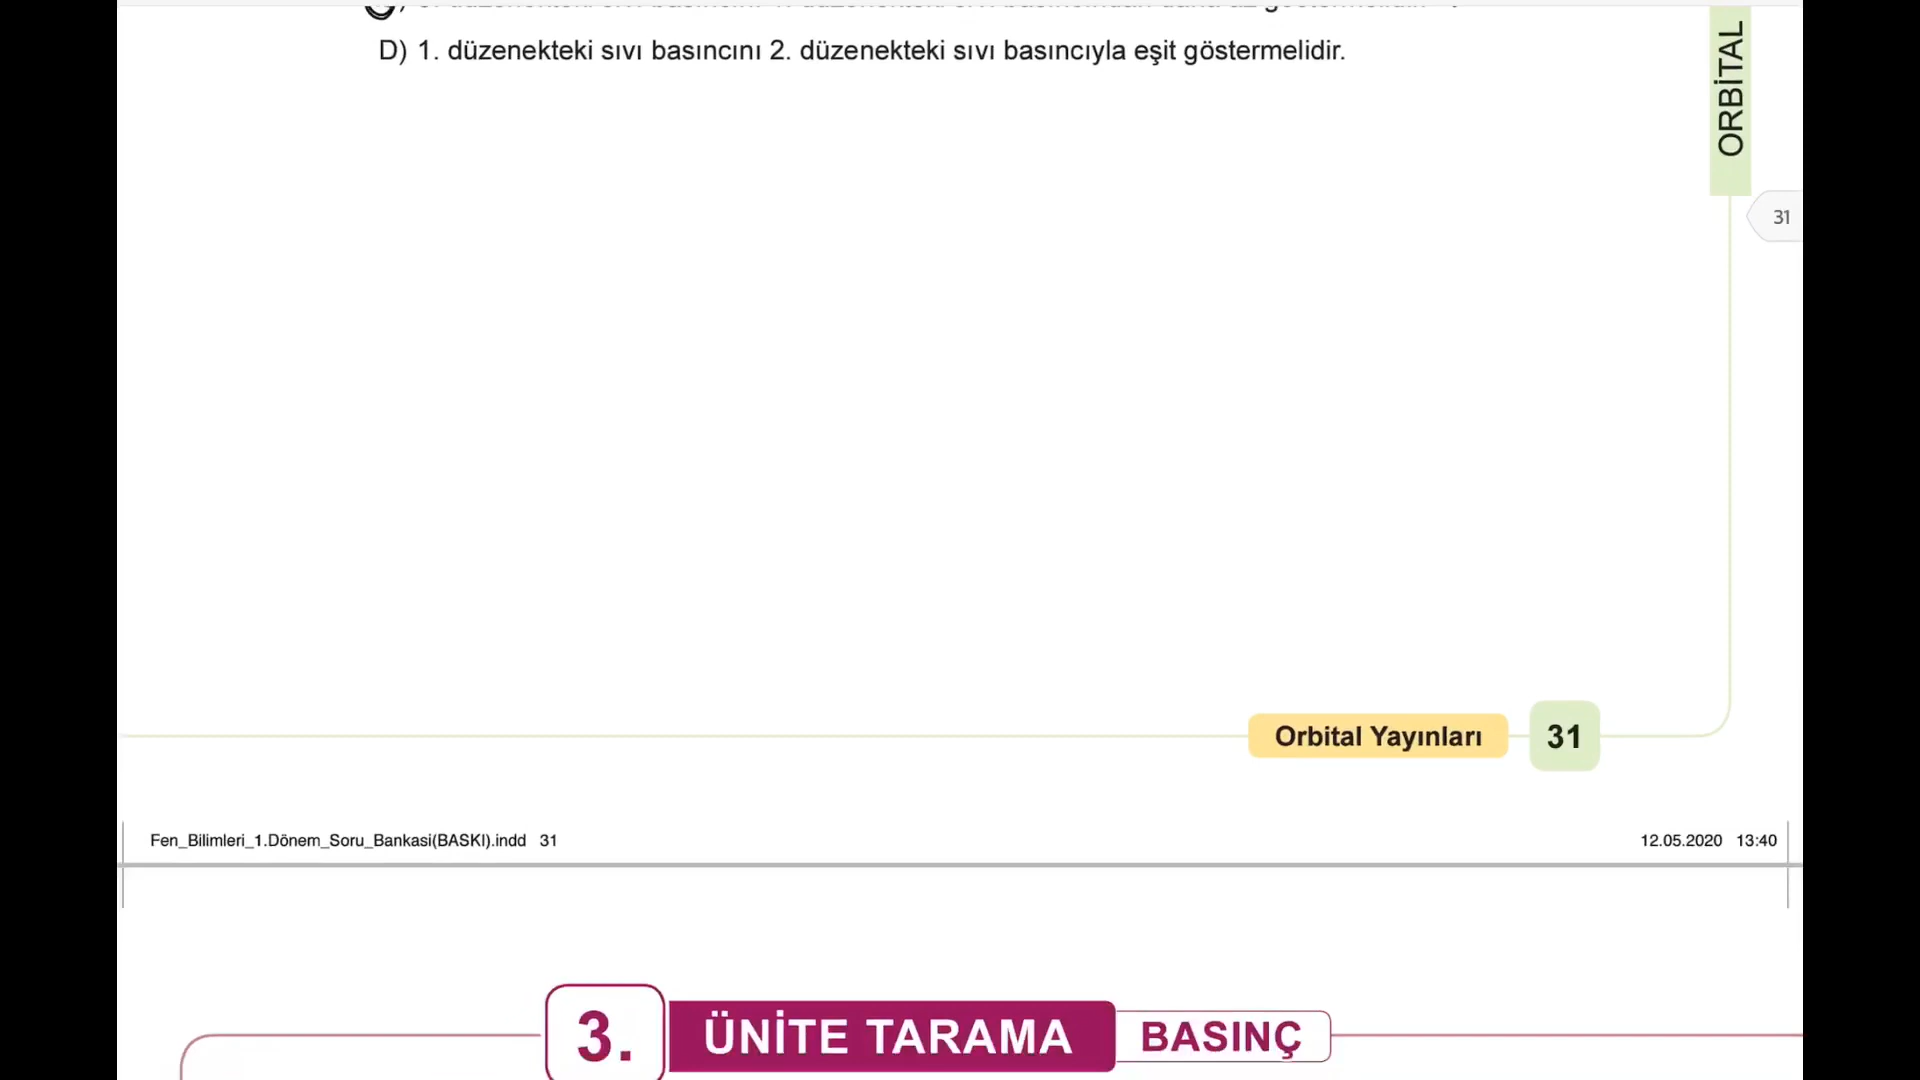 D) 1. düzenekteki sıvı basıncını 2. düzenekteki sıvı basıncıyla eşit göstermelidir.
ORBİTAL
31
Orbital Yayınları
31
Fen_Bilimleri_1.Dönem_Soru_Bankasi(BASKI).indd 31
12.05.2020 13:40
3.
ÜNİTE TARAMA
BASINÇ